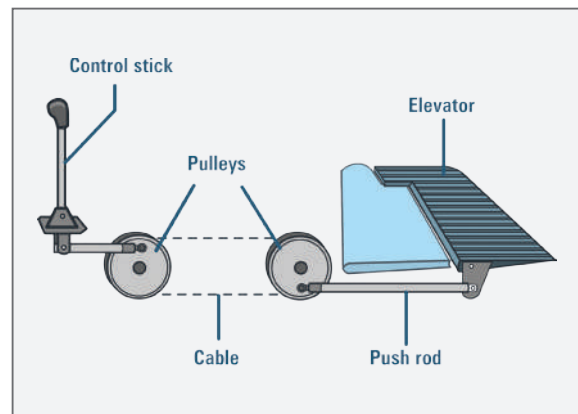 Control stick
Elevator
Pulleys
Cable
Push rod